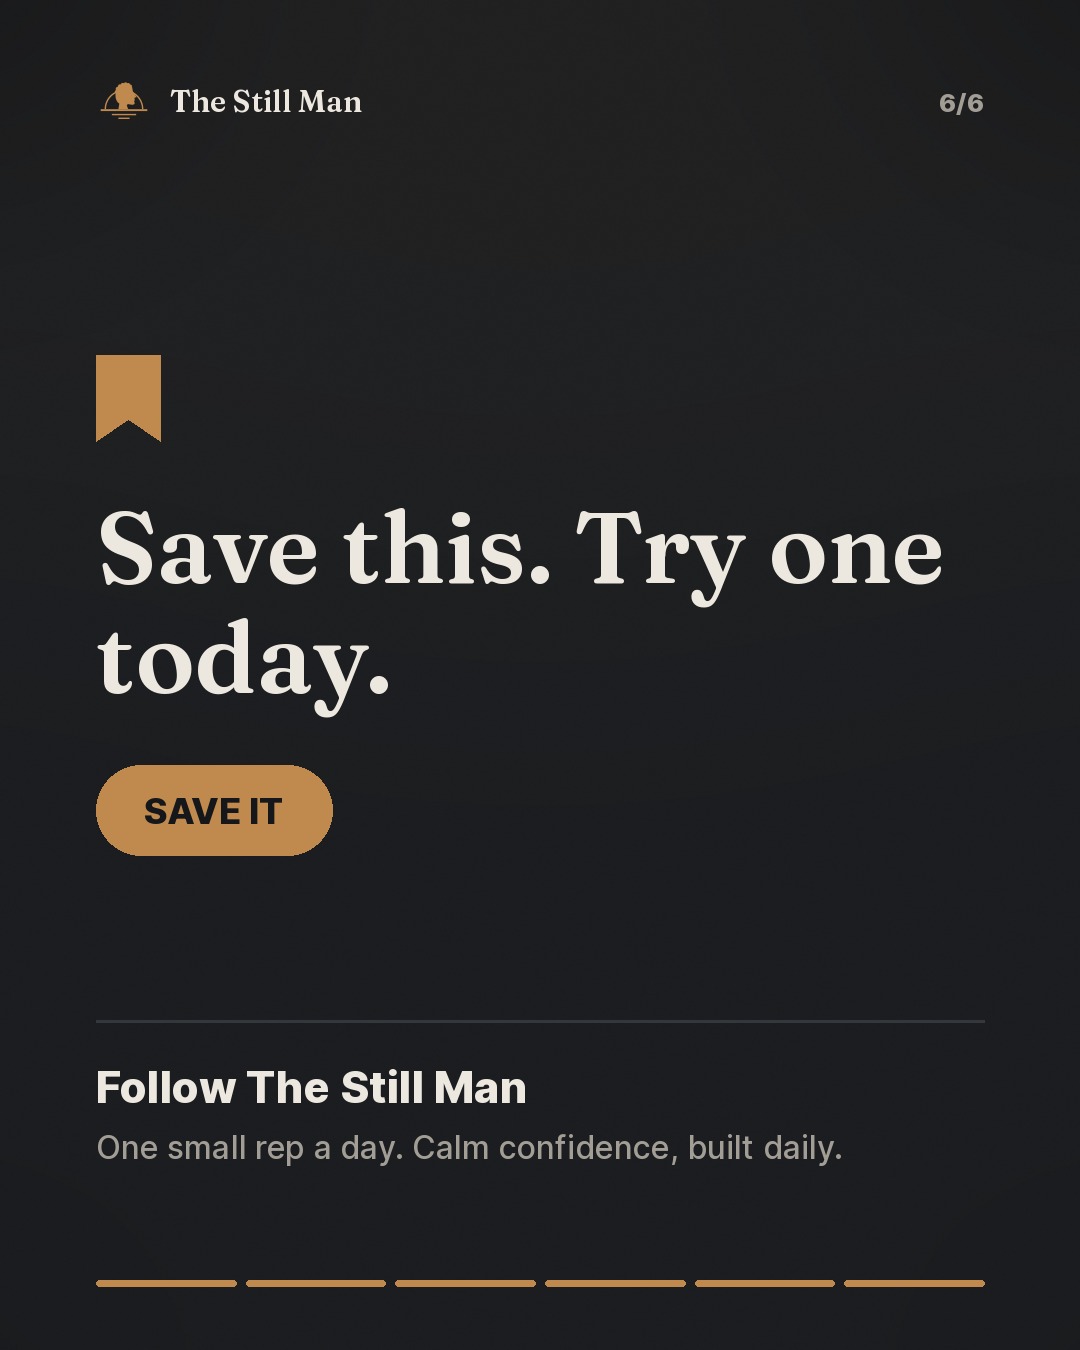 The Still Man
6/6
Save this. Try one
today.
SAVE IT
Follow The Still Man
One small rep a day. Calm confidence, built daily.